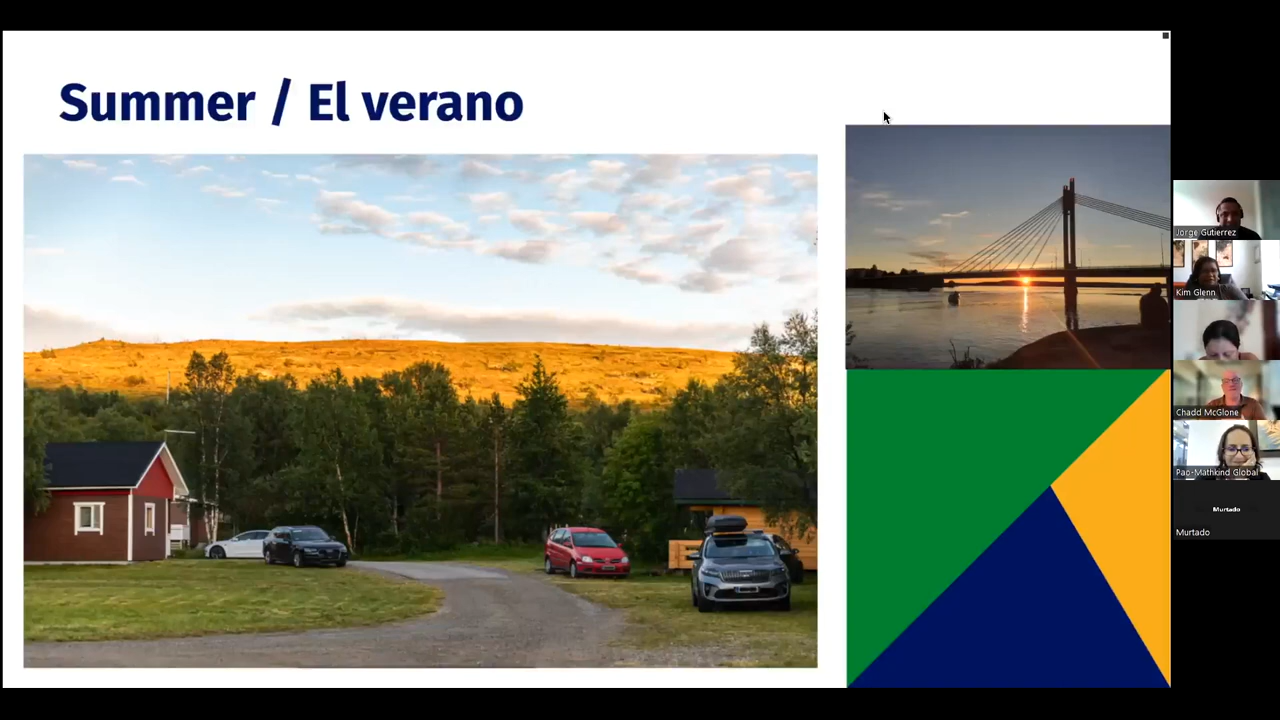 Summer / El verano
Jorge Gutierrez
Kim Glenn
Chadd McGlone
Pao-Mathkind Global
Murtado
Murtado